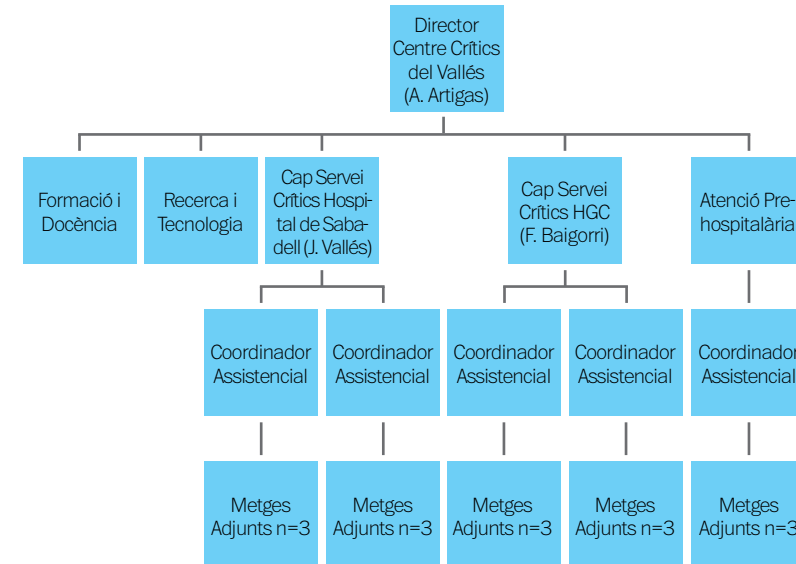 Director
Centre Crítics
del Vallés
(A. Artigas)
Formació i
Docència
Recerca i
Tecnologia
Cap Servei
Crítics Hospi-
tal de Saba-
dell (J. Vallés)
Cap Servei
Crítics HGC
(F. Baigorri)
Atenció Pre-
hospitalària
Coordinador
Assistencial
Coordinador
Assistencial
Coordinador
Assistencial
Coordinador
Assistencial
Coordinador
Assistencial
Metges
Adjunts n=3
Metges
Adjunts n=3
Metges
Adjunts n=3
Metges
Adjunts n=3
Metges
Adjunts n=3